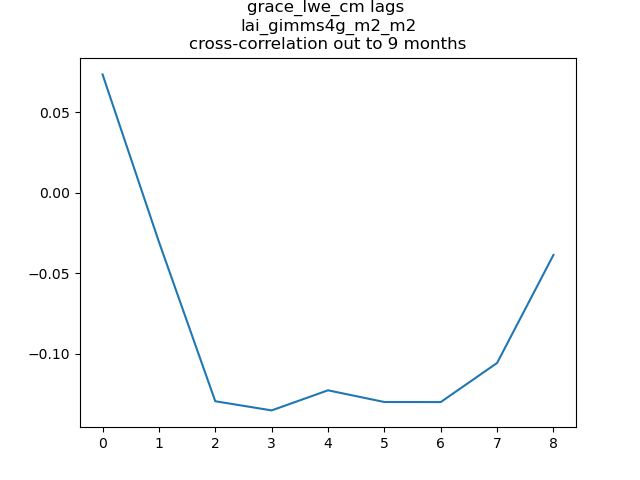 grace_lwe_cm lags
lai_gimms4g_m2_m2
cross-correlation out to 9 months
0.05
0.00
−0.05
−0.10
0 1 2 3 4 5 6 7 8